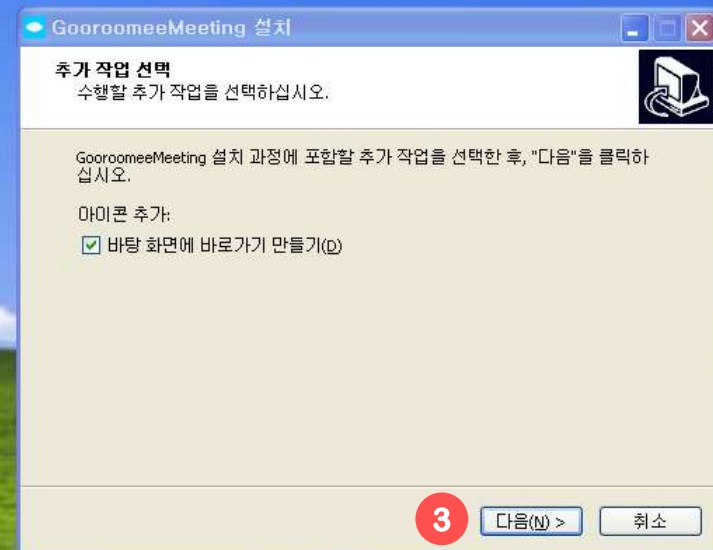 GooroomeeMeeting 설치
추가 작업 선택
수행할 추가 작업을 선택하십시오.
GooroomeeMeeting 설치 과정에 포함할 추가 작업을 선택한 후, "다음"을 클릭하
십시오.
아이콘 추가:
바탕 화면에 바로가기 만들기(D)
3 다음(N) > 취소